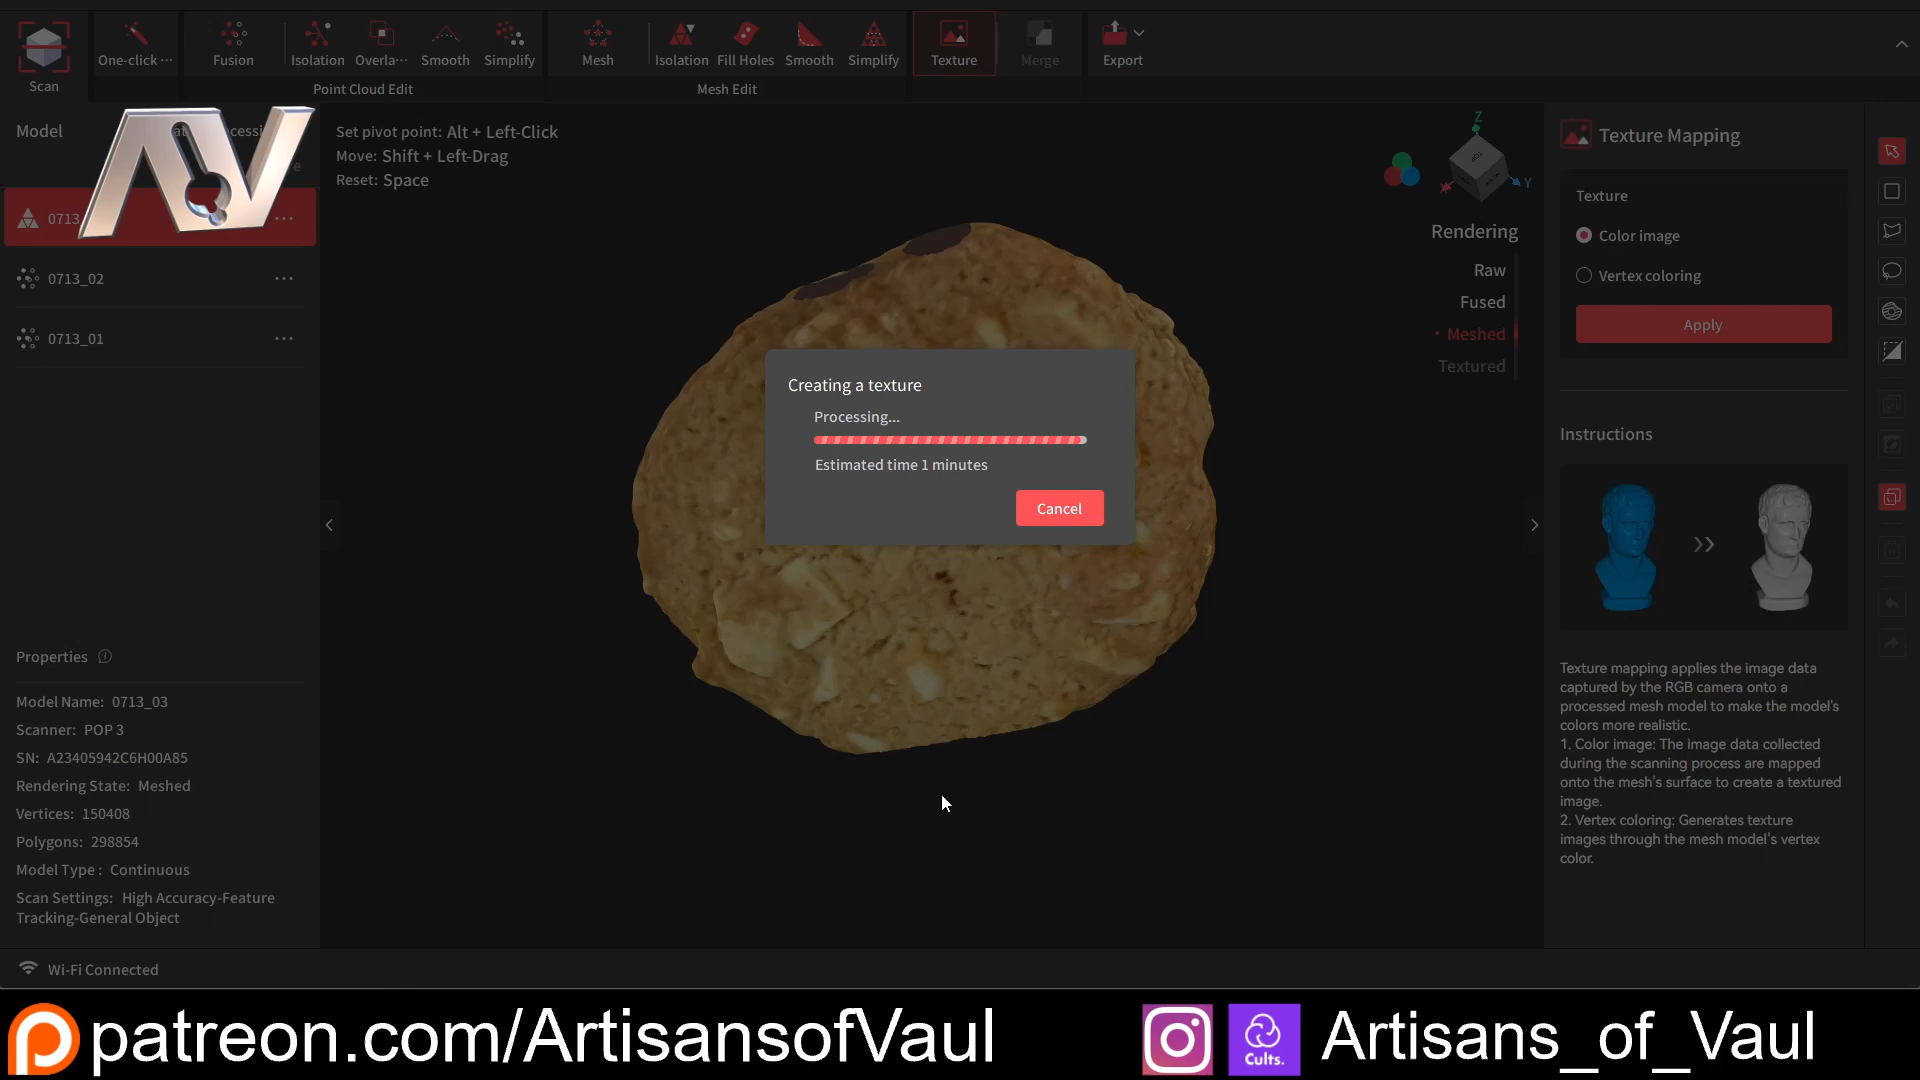 Scan
One-click ···
Fusion
Isolation
Overla···
Smooth
Simplify
Point Cloud Edit
Mesh
Isolation
Fill Holes
Smooth
Simplify
Mesh Edit
Texture
Merge
Export
Model
0713
0713_02
0713_01
Set pivot point: Alt + Left-Click
Move: Shift + Left-Drag
Reset: Space
Z
Y
Rendering
Raw
Fused
• Meshed
Textured
Creating a texture
Processing...
Estimated time 1 minutes
Cancel
Texture Mapping
Texture
Color image
Vertex coloring
Apply
Instructions
Texture mapping applies the image data
captured by the RGB camera onto a
processed mesh model to make the model's
colors more realistic.
1. Color image: The image data collected
during the scanning process are mapped
onto the mesh's surface to create a textured
image.
2. Vertex coloring: Generates texture
images through the mesh model's vertex
color.
Properties
Model Name: 0713_03
Scanner: POP 3
SN: A23405942C6H00A85
Rendering State: Meshed
Vertices: 150408
Polygons: 298854
Model Type : Continuous
Scan Settings: High Accuracy-Feature
Tracking-General Object
Wi-Fi Connected
patreon.com/ArtisansofVaul
Cults.
Artisans_of_Vaul